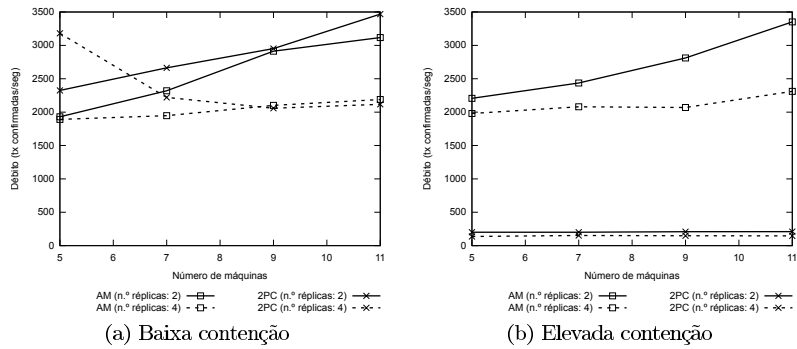 3500
3000
2500
2000
1500
1000
500
0
Débito (tx confirmadas/seg)
5 6 7 8 9 10 11
Número de máquinas
AM (n.º réplicas: 2) 2PC (n.º réplicas: 2)
AM (n.º réplicas: 4) 2PC (n.º réplicas: 4)
(a) Baixa contenção
3500
3000
2500
2000
1500
1000
500
0
Débito (tx confirmadas/seg)
5 6 7 8 9 10 11
Número de máquinas
AM (n.º réplicas: 2) 2PC (n.º réplicas: 2)
AM (n.º réplicas: 4) 2PC (n.º réplicas: 4)
(b) Elevada contenção